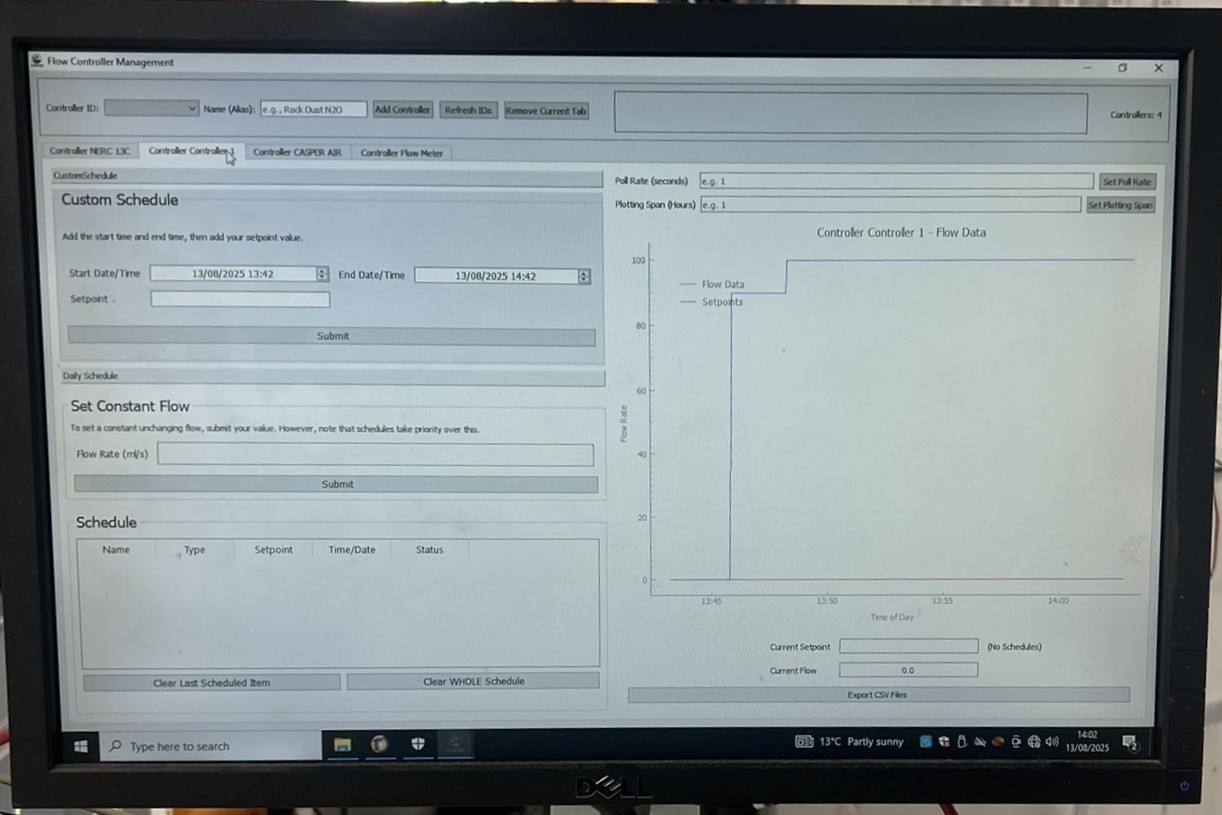 Flow Controller Management
Controller ID: Name (Alias): e.g., Rock Dust N2O Add Controller Refresh IDs Remove Current Tab Controllers: 4
Controller NERC 13C Controller Controller 1 Controller CASPER AIR Controller Flow Meter
CustomSchedule
Custom Schedule
Add the start time and end time, then add your setpoint value.
Start Date/Time 13/08/2025 13:42 End Date/Time 13/08/2025 14:42
Setpoint
Submit
Daily Schedule
Set Constant Flow
To set a constant unchanging flow, submit your value. However, note that schedules take priority over this.
Flow Rate (ml/s)
Submit
Schedule
Name Type Setpoint Time/Date Status
Clear Last Scheduled Item Clear WHOLE Schedule
Poll Rate (seconds) e.g. 1 Set Poll Rate
Plotting Span (Hours) e.g. 1 Set Plotting Span
Controller Controller 1 - Flow Data
Flow Data
Setpoints
100
80
60
40
20
0
Flow Rate
13:45 13:50 13:55 14:00
Time of Day
Current Setpoint (No Schedules)
Current Flow 0.0
Export CSV Files
Type here to search 13°C Partly sunny 14:02
13/08/2025
2
DELL